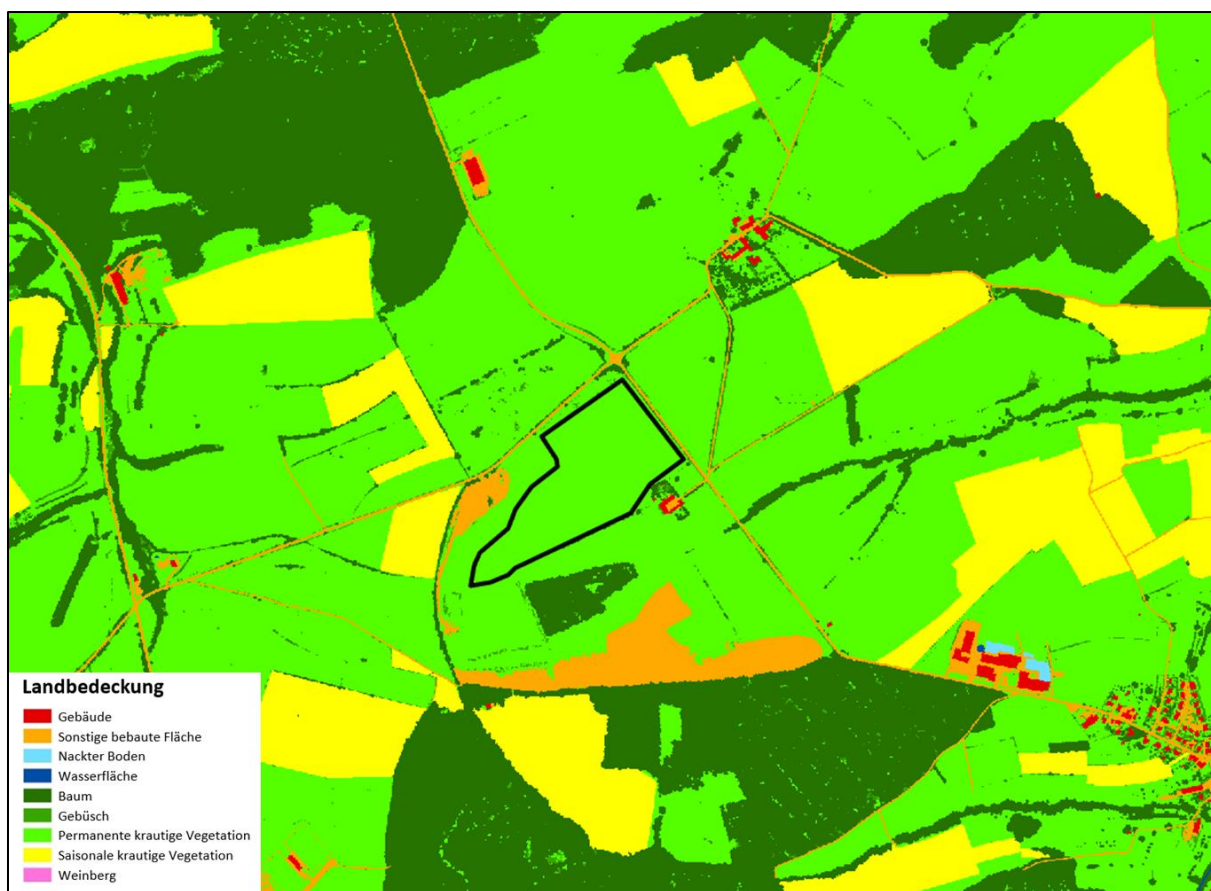 Landbedeckung
Gebäude
Sonstige bebaute Fläche
Nackter Boden
Wasserfläche
Baum
Gebüsch
Permanente krautige Vegetation
Saisonale krautige Vegetation
Weinberg